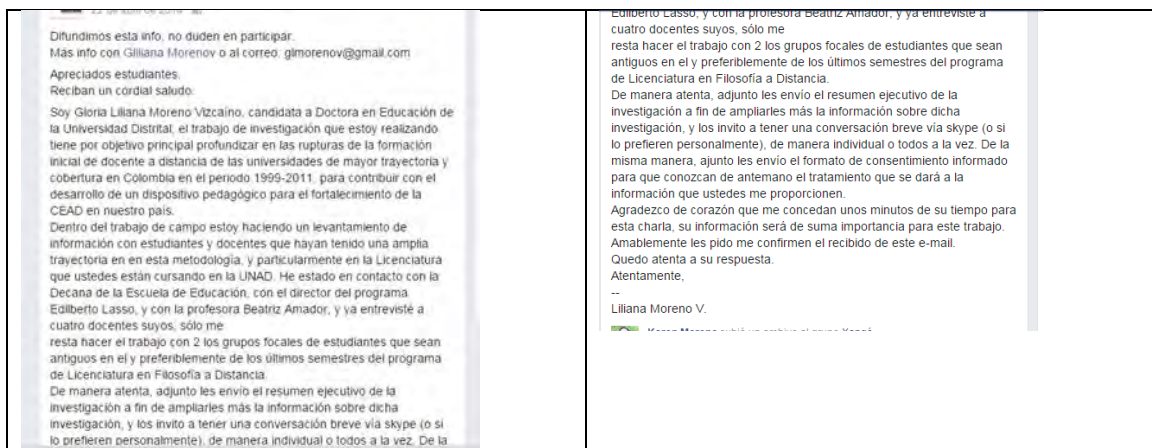 Difundimos esta info, no duden en participar.
Más info con Gliliana Morenov o al correo: glmorenov@gmail.com
Apreciados estudiantes,
Reciban un cordial saludo.
Soy Gloria Liliana Moreno Vizcaíno, candidata a Doctora en Educación de
la Universidad Distrital, el trabajo de investigación que estoy realizando
tiene por objetivo principal profundizar en las rupturas de la formación
inicial de docente a distancia de las universidades de mayor trayectoria y
cobertura en Colombia en el periodo 1999-2011, para contribuir con el
desarrollo de un dispositivo pedagógico para el fortalecimiento de la
CEAD en nuestro país.
Dentro del trabajo de campo estoy haciendo un levantamiento de
información con estudiantes y docentes que hayan tenido una amplia
trayectoria en en esta metodología, y particularmente en la Licenciatura
que ustedes están cursando en la UNAD. He estado en contacto con la
Decana de la Escuela de Educación, con el director del programa
Edilberto Lasso, y con la profesora Beatriz Amador, y ya entrevisté a
cuatro docentes suyos, sólo me
resta hacer el trabajo con 2 los grupos focales de estudiantes que sean
antiguos en el y preferiblemente de los últimos semestres del programa
de Licenciatura en Filosofía a Distancia.
De manera atenta, adjunto les envío el resumen ejecutivo de la
investigación a fin de ampliarles más la información sobre dicha
investigación, y los invito a tener una conversación breve vía skype (o si
lo prefieren personalmente), de manera individual o todos a la vez. De la
Edilberto Lasso, y con la profesora Beatriz Amador, y ya entrevisté a
cuatro docentes suyos, sólo me
resta hacer el trabajo con 2 los grupos focales de estudiantes que sean
antiguos en el y preferiblemente de los últimos semestres del programa
de Licenciatura en Filosofía a Distancia.
De manera atenta, adjunto les envío el resumen ejecutivo de la
investigación a fin de ampliarles más la información sobre dicha
investigación, y los invito a tener una conversación breve vía skype (o si
lo prefieren personalmente), de manera individual o todos a la vez. De la
misma manera, ajunto les envío el formato de consentimiento informado
para que conozcan de antemano el tratamiento que se dará a la
información que ustedes me proporcionen.
Agradezco de corazón que me concedan unos minutos de su tiempo para
esta charla, su información será de suma importancia para este trabajo.
Amablemente les pido me confirmen el recibido de este e-mail.
Quedo atenta a su respuesta.
Atentamente,
--
Liliana Moreno V.